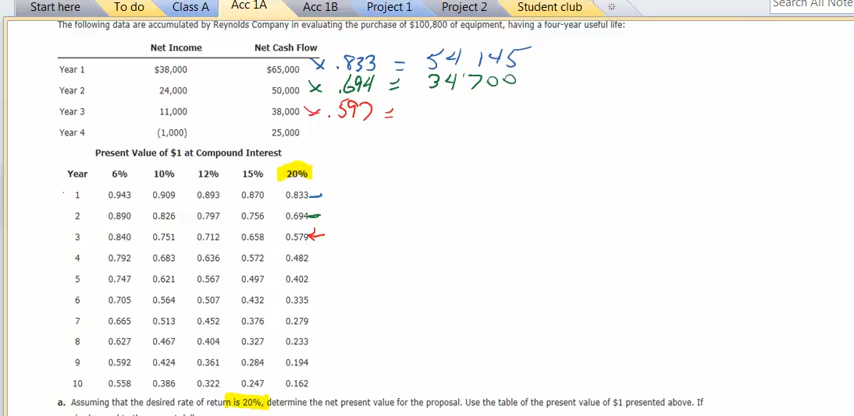 Start here To do Class A Acc 1A Acc 1B Project 1 Project 2 Student club
Search All Note
The following data are accumulated by Reynolds Company in evaluating the purchase of $100,800 of equipment, having a four-year useful life:
Net Income Net Cash Flow
Year 1 $38,000 $65,000 x .833 = 54 145
Year 2 24,000 50,000 x .694 = 34'700
Year 3 11,000 38,000 x .597 =
Year 4 (1,000) 25,000
Present Value of $1 at Compound Interest
Year 6% 10% 12% 15% 20%
1 0.943 0.909 0.893 0.870 0.833
2 0.890 0.826 0.797 0.756 0.694
3 0.840 0.751 0.712 0.658 0.579
4 0.792 0.683 0.636 0.572 0.482
5 0.747 0.621 0.567 0.497 0.402
6 0.705 0.564 0.507 0.432 0.335
7 0.665 0.513 0.452 0.376 0.279
8 0.627 0.467 0.404 0.327 0.233
9 0.592 0.424 0.361 0.284 0.194
10 0.558 0.386 0.322 0.247 0.162
a. Assuming that the desired rate of return is 20%, determine the net present value for the proposal. Use the table of the present value of $1 presented above. If